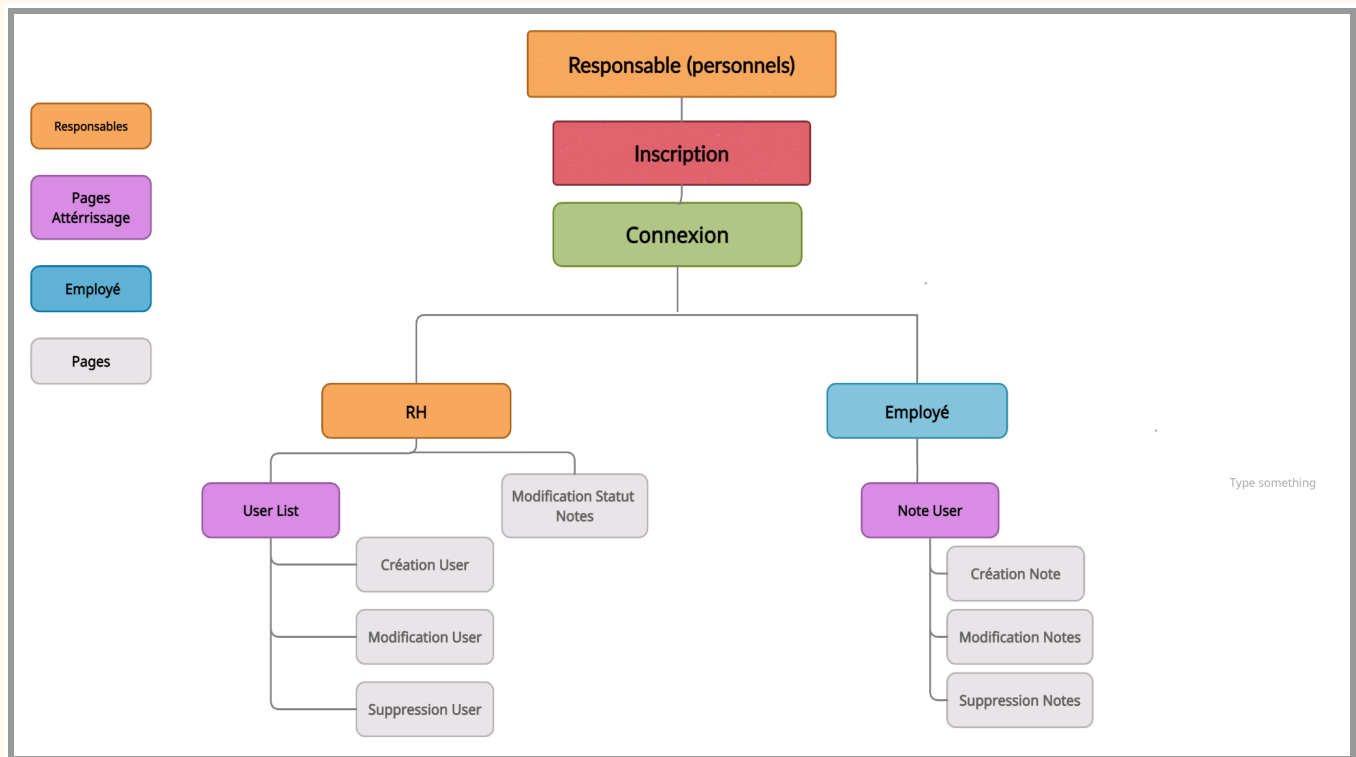 Responsable (personnels)
Inscription
Connexion
Responsables
Pages
Attérrissage
Employé
Pages
RH
Employé
User List
Modification Statut
Notes
Création User
Modification User
Suppression User
Note User
Création Note
Modification Notes
Suppression Notes
Type something